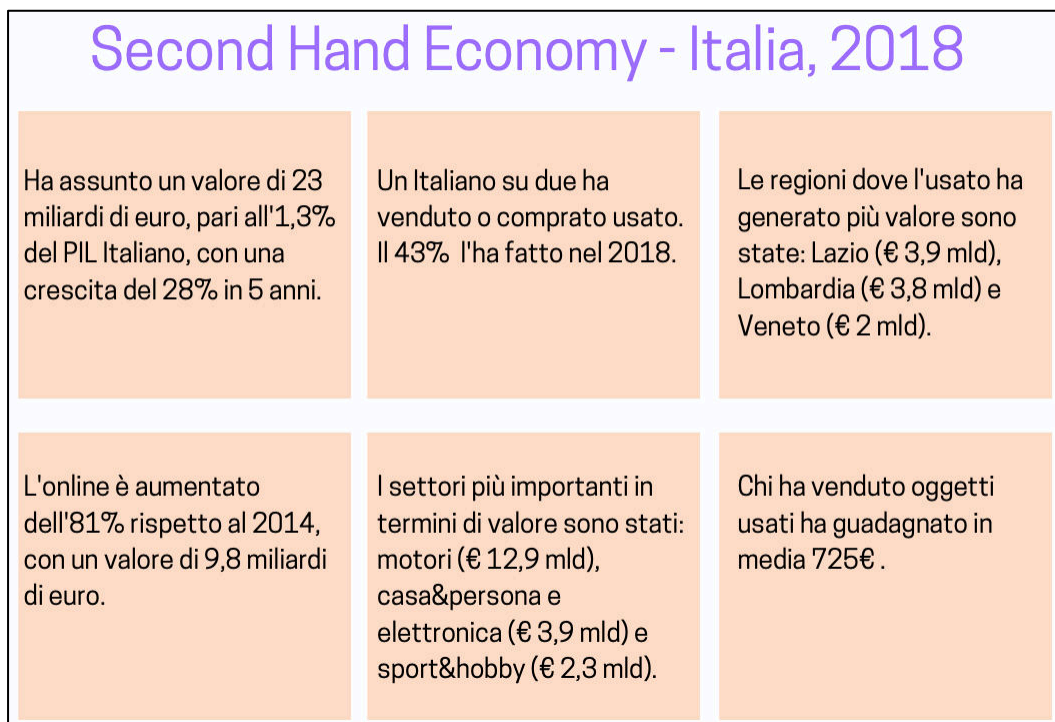 Second Hand Economy - Italia, 2018
Ha assunto un valore di 23
miliardi di euro, pari all'1,3%
del PIL Italiano, con una
crescita del 28% in 5 anni.
Un Italiano su due ha
venduto o comprato usato.
Il 43% l'ha fatto nel 2018.
Le regioni dove l'usato ha
generato più valore sono
state: Lazio (€ 3,9 mld),
Lombardia (€ 3,8 mld) e
Veneto (€ 2 mld).
L'online è aumentato
dell'81% rispetto al 2014,
con un valore di 9,8 miliardi
di euro.
I settori più importanti in
termini di valore sono stati:
motori (€ 12,9 mld),
casa&persona e
elettronica (€ 3,9 mld) e
sport&hobby (€ 2,3 mld).
Chi ha venduto oggetti
usati ha guadagnato in
media 725€ .